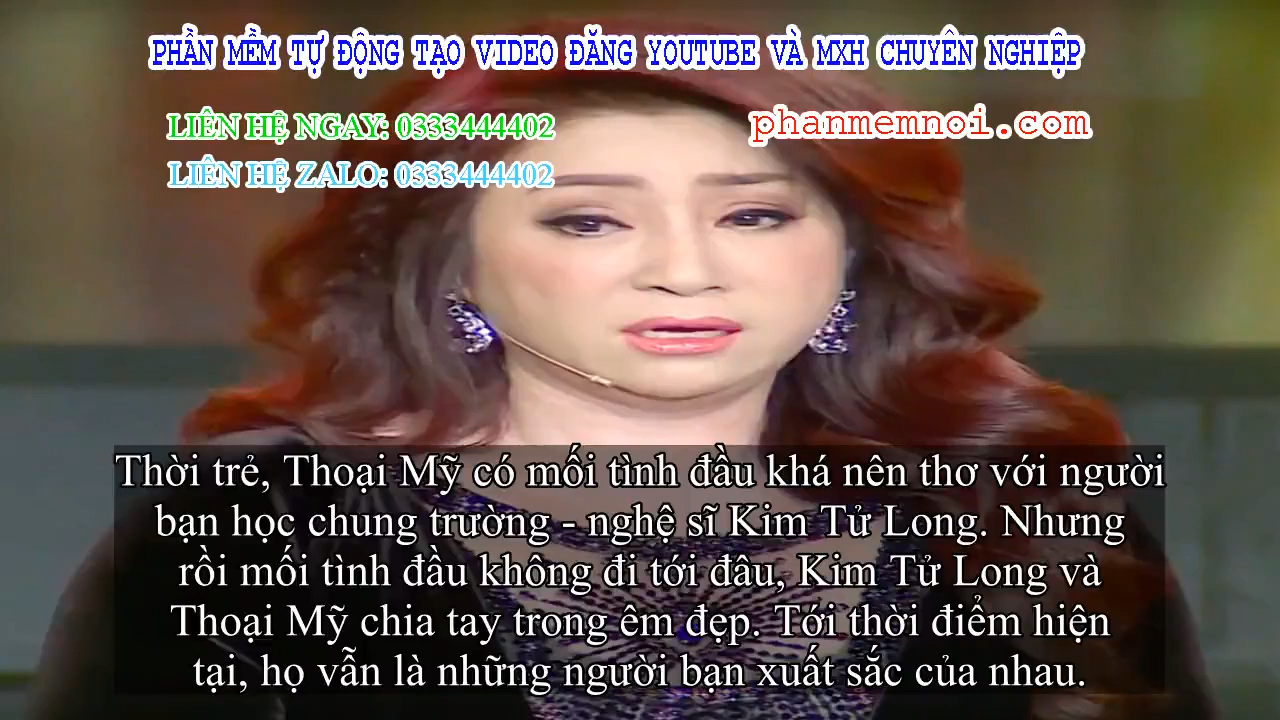 PHẦN MỀM TỰ ĐỘNG TẠO VIDEO ĐĂNG YOUTUBE VÀ MXH CHUYÊN NGHIỆP
LIÊN HỆ NGAY: 0333444402
phanmemnoi.com
LIÊN HỆ ZALO: 0333444402
Thời trẻ, Thoại Mỹ có mối tình đầu khá nên thơ với người
bạn học chung trường - nghệ sĩ Kim Tử Long. Nhưng
rồi mối tình đầu không đi tới đâu, Kim Tử Long và
Thoại Mỹ chia tay trong êm đẹp. Tới thời điểm hiện
tại, họ vẫn là những người bạn xuất sắc của nhau.